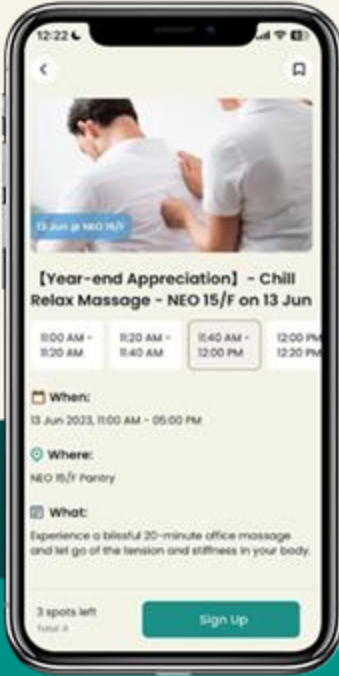 12:22
13 Jun @ NEO 15/F
【Year-end Appreciation】 - Chill
Relax Massage - NEO 15/F on 13 Jun
11:00 AM - 11:20 AM - 11:40 AM - 12:00 PM
11:20 AM 11:40 AM 12:00 PM 12:20 PM
When:
13 Jun 2023, 11:00 AM - 05:00 PM
Where:
NEO 15/F Pantry
What:
Experience a blissful 20-minute office massage
and let go of the tension and stiffness in your body.
3 spots left
Total 4
Sign Up